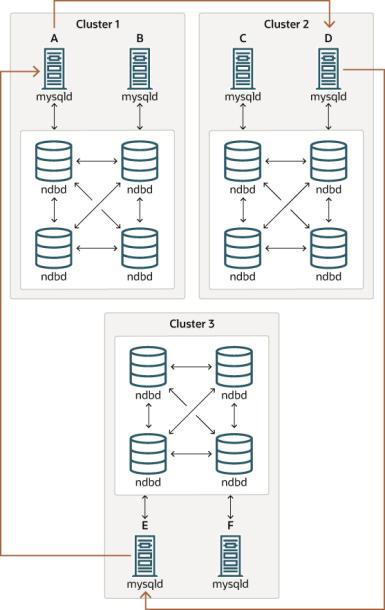 Cluster 1
A
B
mysqld
mysqld
ndbd
ndbd
ndbd
ndbd
Cluster 2
C
D
mysqld
mysqld
ndbd
ndbd
ndbd
ndbd
Cluster 3
ndbd
ndbd
ndbd
ndbd
E
F
mysqld
mysqld